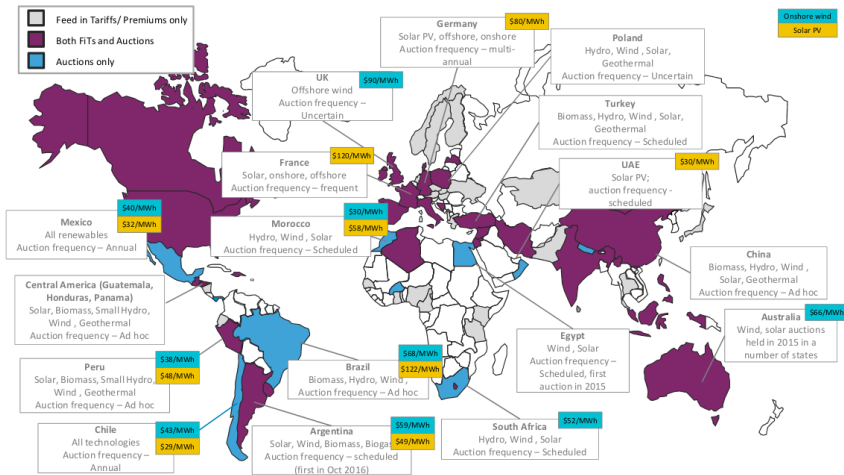 Feed in Tariffs/ Premiums only
Both FiTs and Auctions
Auctions only
Onshore wind
Solar PV
Germany
$80/MWh
Solar PV, offshore, onshore
Auction frequency – multi-
annual
Poland
Hydro, Wind , Solar,
Geothermal
Auction frequency – Uncertain
UK
$90/MWh
Offshore wind
Auction frequency –
Uncertain
Turkey
Biomass, Hydro, Wind , Solar,
Geothermal
Auction frequency – Scheduled
France
$120/MWh
Solar, onshore, offshore
Auction frequency – frequent
UAE
$30/MWh
Solar PV;
auction frequency -
scheduled
Mexico
$40/MWh
$32/MWh
All renewables
Auction frequency – Annual
Morocco
$30/MWh
$58/MWh
Hydro, Wind , Solar
Auction frequency – Scheduled
China
Biomass, Hydro, Wind ,
Solar, Geothermal
Auction frequency – Ad hoc
Central America (Guatemala,
Honduras, Panama)
Solar, Biomass, Small Hydro,
Wind , Geothermal
Auction frequency – Ad hoc
Australia
$66/MWh
Wind, solar auctions
held in 2015 in a
number of states
Egypt
Wind , Solar
Auction frequency –
Scheduled, first
auction in 2015
Peru
$38/MWh
$48/MWh
Solar, Biomass, Small Hydro,
Wind , Geothermal
Auction frequency – Ad hoc
Brazil
$68/MWh
$122/MWh
Biomass, Hydro, Wind ,
Auction frequency – Ad hoc
Chile
$43/MWh
$29/MWh
All technologies
Auction frequency –
Annual
Argentina
$59/MWh
$49/MWh
Solar, Wind, Biomass, Biogas
Auction frequency – scheduled
(first in Oct 2016)
South Africa
$52/MWh
Hydro, Wind , Solar
Auction frequency – Scheduled